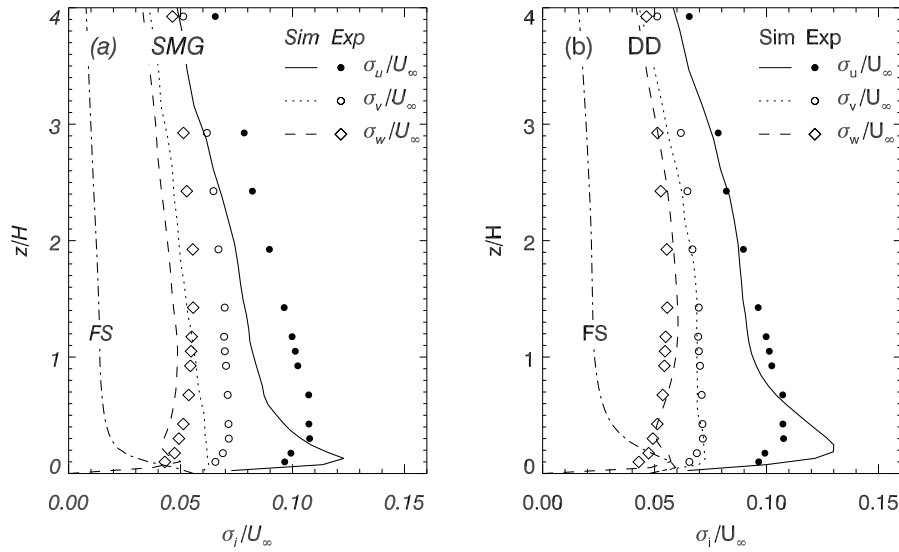 (a) SMG
Sim Exp
σu/U∞
σv/U∞
σw/U∞
FS
4
3
2
1
0
z/H
0.00 0.05 0.10 0.15
σi/U∞
(b) DD
Sim Exp
σu/U∞
σv/U∞
σw/U∞
FS
4
3
2
1
0
z/H
0.00 0.05 0.10 0.15
σi/U∞